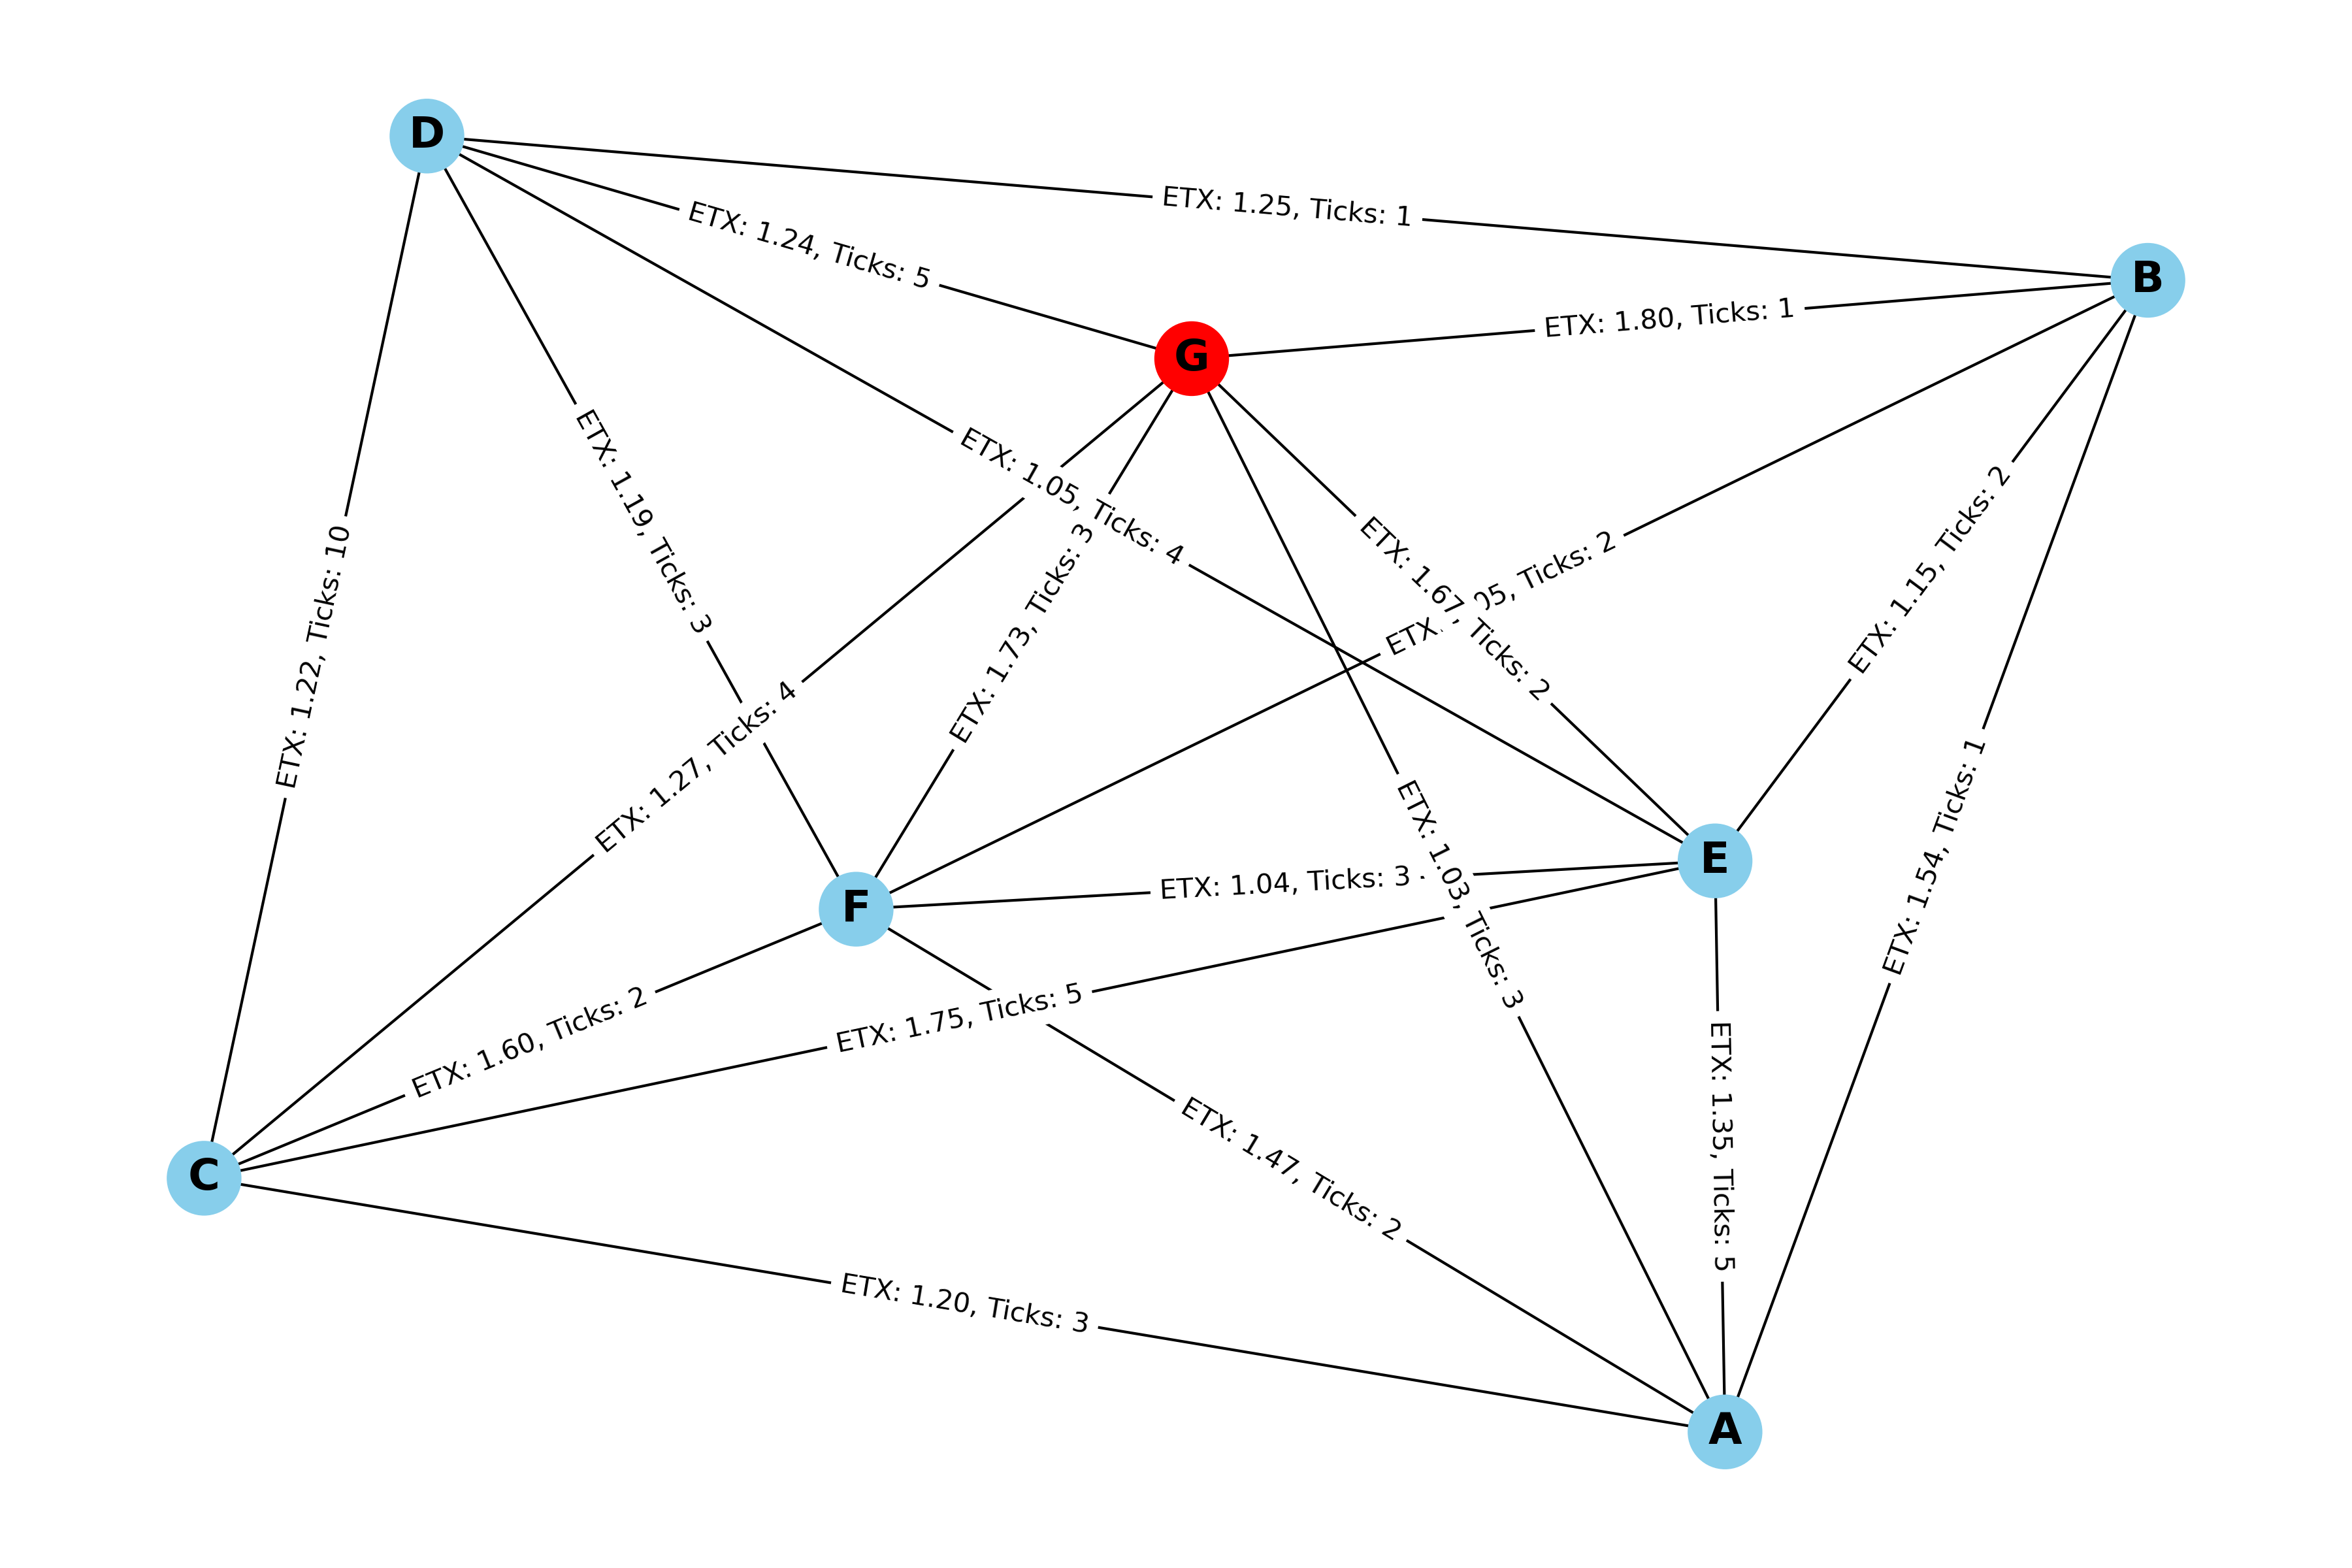 D
ETX: 1.25, Ticks: 1
ETX: 1.24, Ticks: 5
B
ETX: 1.80, Ticks: 1
G
ETX: 1.05, Ticks: 4
ETX: 1.19, Ticks: 3
ETX: 1.73, Ticks: 3
ETX: 1.67, Ticks: 2
ETX: Ticks: 2
ETX: 1.15, Ticks: 2
ETX: 1.22, Ticks: 10
ETX: 1.27, Ticks: 4
ETX: 1.03, Ticks: 3
ETX: 1.54, Ticks: 1
E
ETX: 1.04, Ticks: 3
F
ETX: 1.60, Ticks: 2
ETX: 1.75, Ticks: 5
ETX: 1.35, Ticks: 5
ETX: 1.47, Ticks: 2
C
ETX: 1.20, Ticks: 3
A